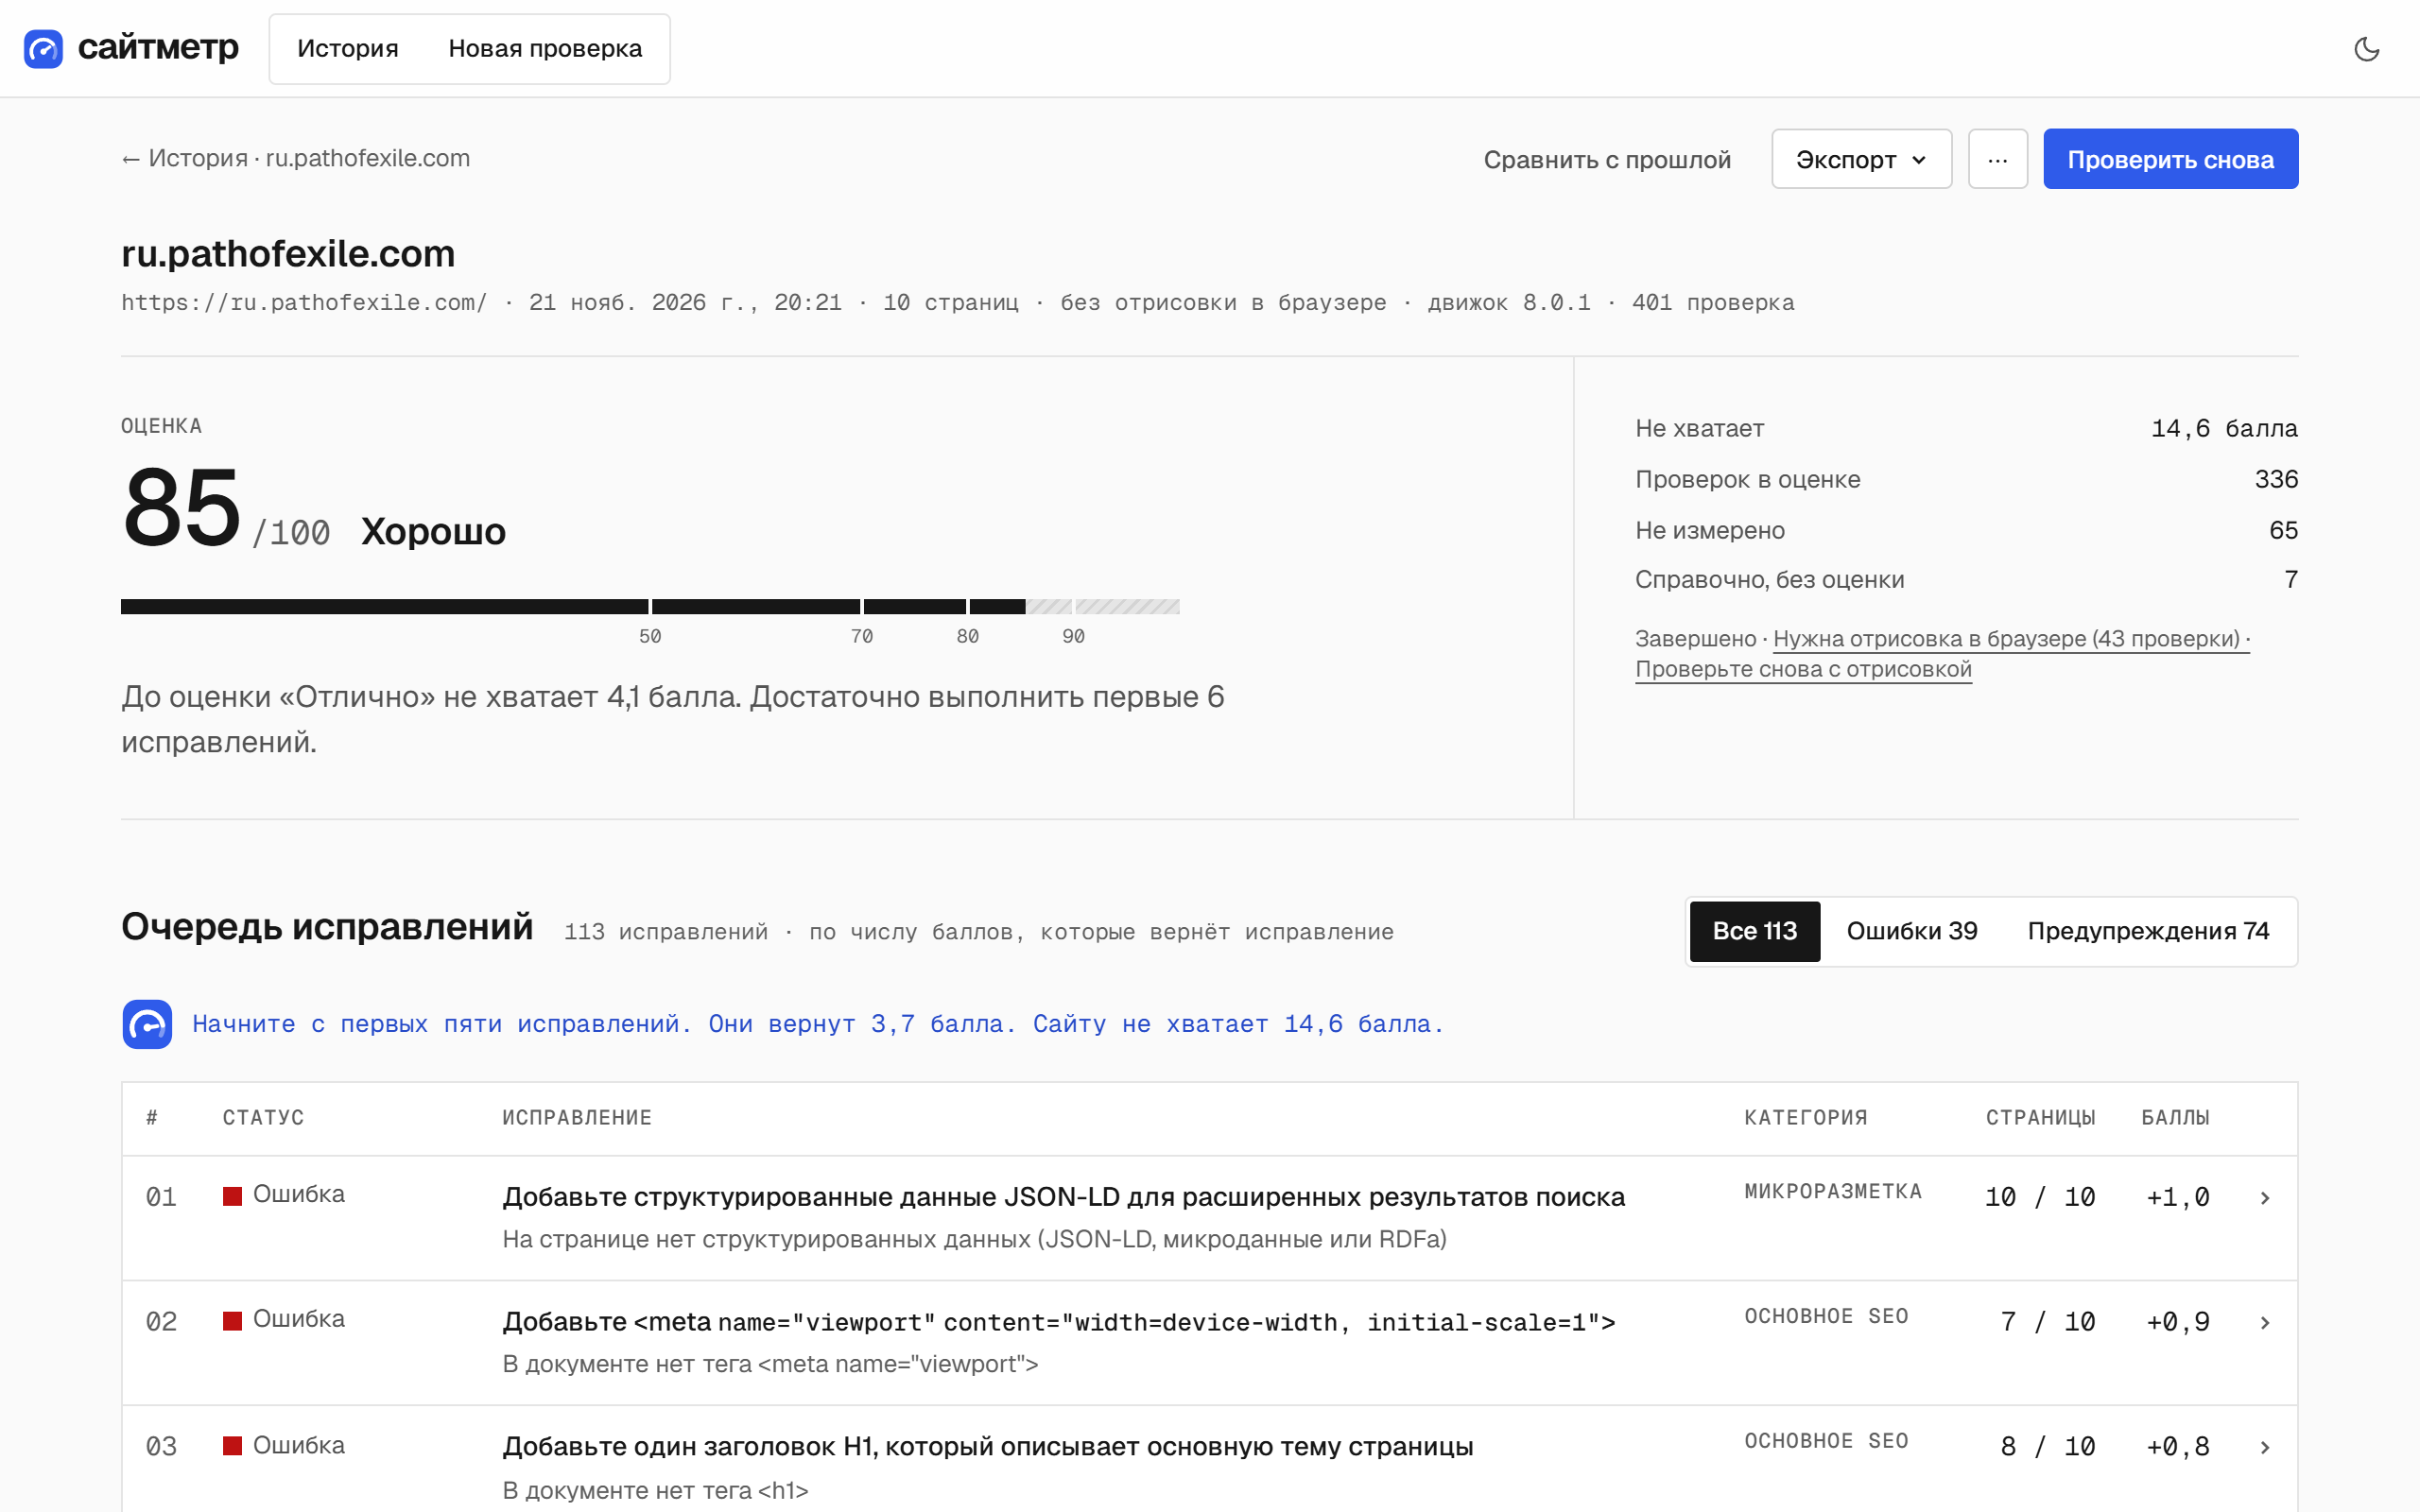 сайтметр
История
Новая проверка
← История · ru.pathofexile.com
Сравнить с прошлой
Экспорт
...
Проверить снова
ru.pathofexile.com
https://ru.pathofexile.com/ · 21 нояб. 2026 г., 20:21 · 10 страниц · без отрисовки в браузере · движок 8.0.1 · 401 проверка
ОЦЕНКА
85 /100 Хорошо
50 70 80 90
До оценки «Отлично» не хватает 4,1 балла. Достаточно выполнить первые 6
исправлений.
Не хватает 14,6 балла
Проверок в оценке 336
Не измерено 65
Справочно, без оценки 7
Завершено · Нужна отрисовка в браузере (43 проверки) ·
Проверьте снова с отрисовкой
Очередь исправлений 113 исправлений · по числу баллов, которые вернёт исправление
Все 113 Ошибки 39 Предупреждения 74
Начните с первых пяти исправлений. Они вернут 3,7 балла. Сайту не хватает 14,6 балла.
# СТАТУС ИСПРАВЛЕНИЕ КАТЕГОРИЯ СТРАНИЦЫ БАЛЛЫ
01 Ошибка Добавьте структурированные данные JSON-LD для расширенных результатов поиска МИКРОРАЗМЕТКА 10 / 10 +1,0
На странице нет структурированных данных (JSON-LD, микроданные или RDFa)
02 Ошибка Добавьте <meta name="viewport" content="width=device-width, initial-scale=1"> ОСНОВНОЕ SEO 7 / 10 +0,9
В документе нет тега <meta name="viewport">
03 Ошибка Добавьте один заголовок H1, который описывает основную тему страницы ОСНОВНОЕ SEO 8 / 10 +0,8
В документе нет тега <h1>